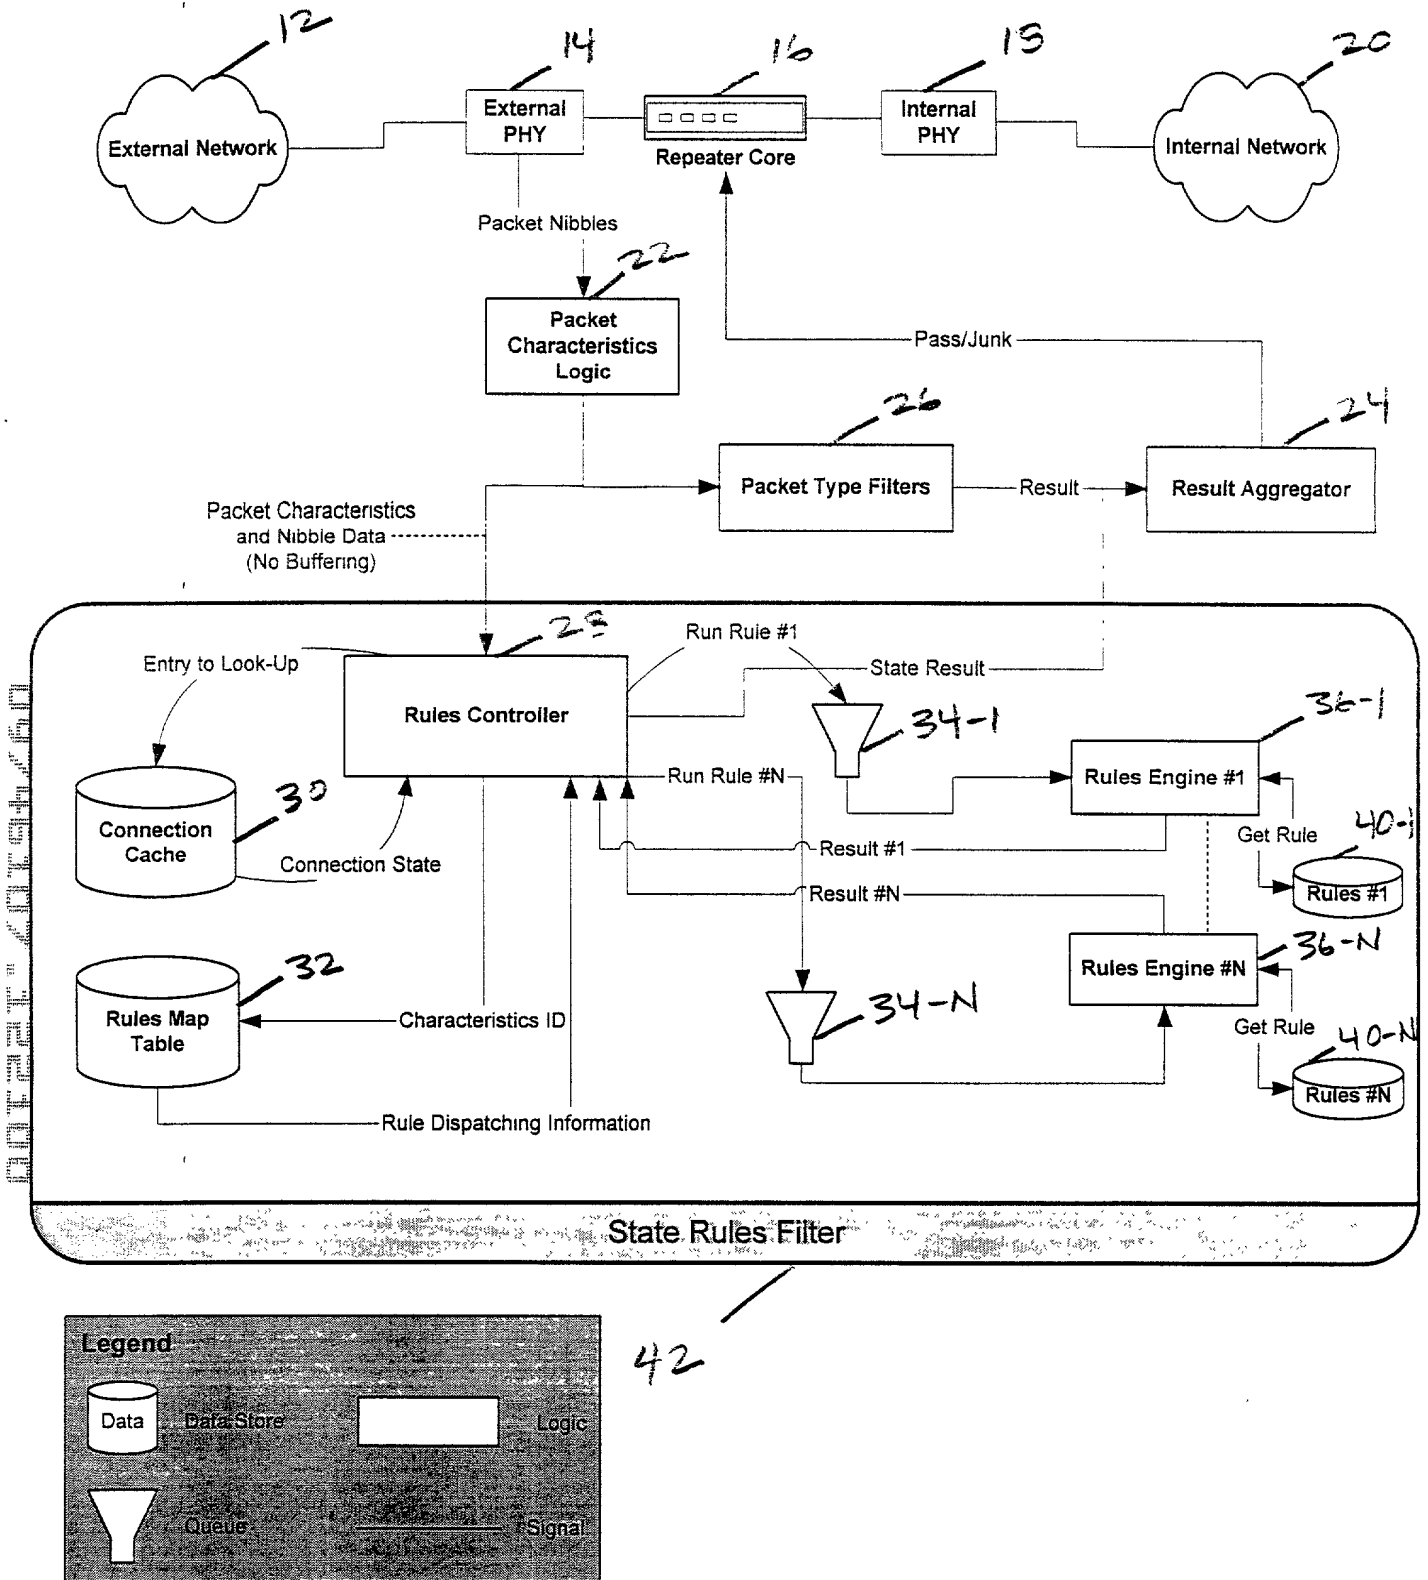 12
14
16
18
20
External Network
External
PHY
Repeater Core
Internal
PHY
Internal Network
Packet Nibbles
22
Packet
Characteristics
Logic
Pass/Junk
26
24
Packet Type Filters
Result
Result Aggregator
Packet Characteristics
and Nibble Data
(No Buffering)
28
Run Rule #1
Entry to Look-Up
State Result
Rules Controller
34-1
36-1
Run Rule #N
Rules Engine #1
30
Connection
Cache
Connection State
Result #1
Get Rule
40-1
Rules #1
Result #N
32
36-N
Rules Engine #N
34-N
Rules Map
Table
Characteristics ID
Get Rule
40-N
Rules #N
Rule Dispatching Information
State Rules Filter
42
Legend
Data
Data Store
Logic
Queue
Signal